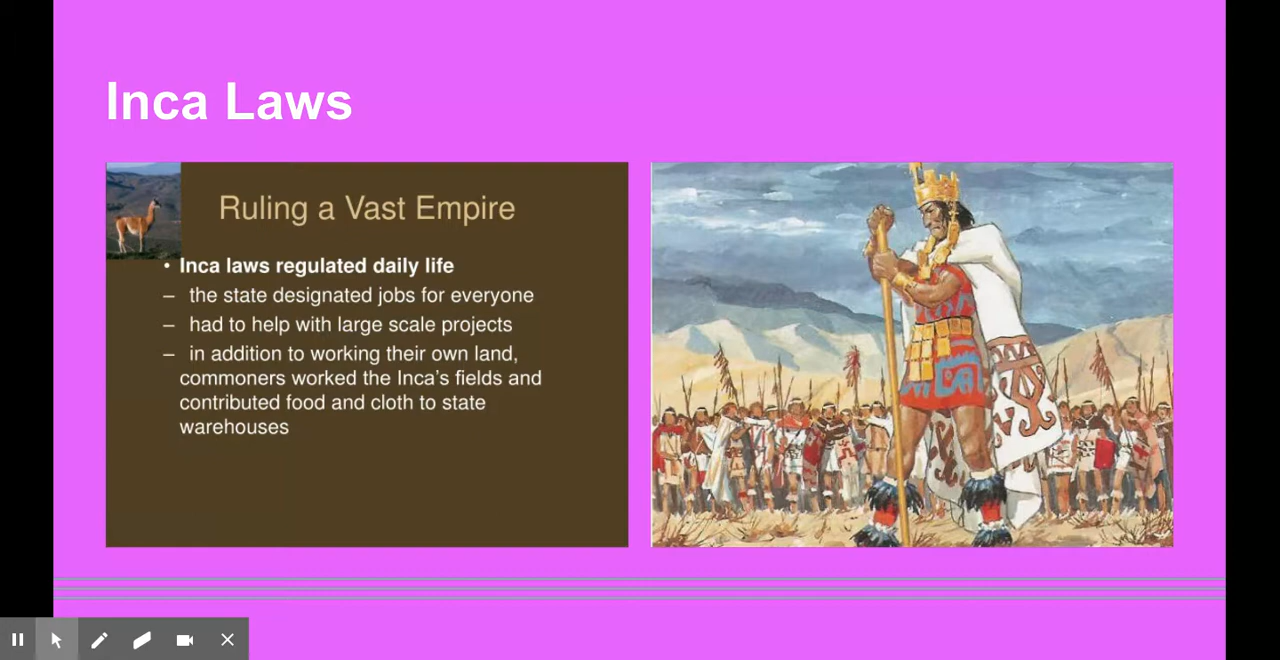 Inca Laws
Ruling a Vast Empire
• Inca laws regulated daily life
– the state designated jobs for everyone
– had to help with large scale projects
– in addition to working their own land,
commoners worked the Inca's fields and
contributed food and cloth to state
warehouses